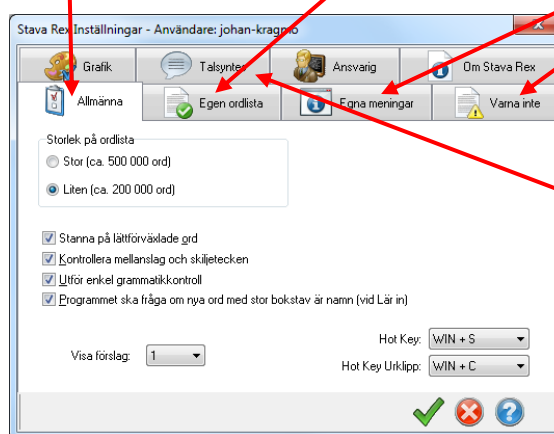 Stava Rex Inställningar - Användare: johan-kragmo
Grafik
Talsyntes
Ansvarig
Om Stava Rex
Allmänna
Egen ordlista
Egna meningar
Varna inte
Storlek på ordlista
Stor (ca. 500 000 ord)
Liten (ca. 200 000 ord)
Stanna på lättförväxlade ord
Kontrollera mellanslag och skiljetecken
Utför enkel grammatikkontroll
Programmet ska fråga om nya ord med stor bokstav är namn (vid Lär in)
Visa förslag: 1
Hot Key: WIN + S
Hot Key Urklipp: WIN + C